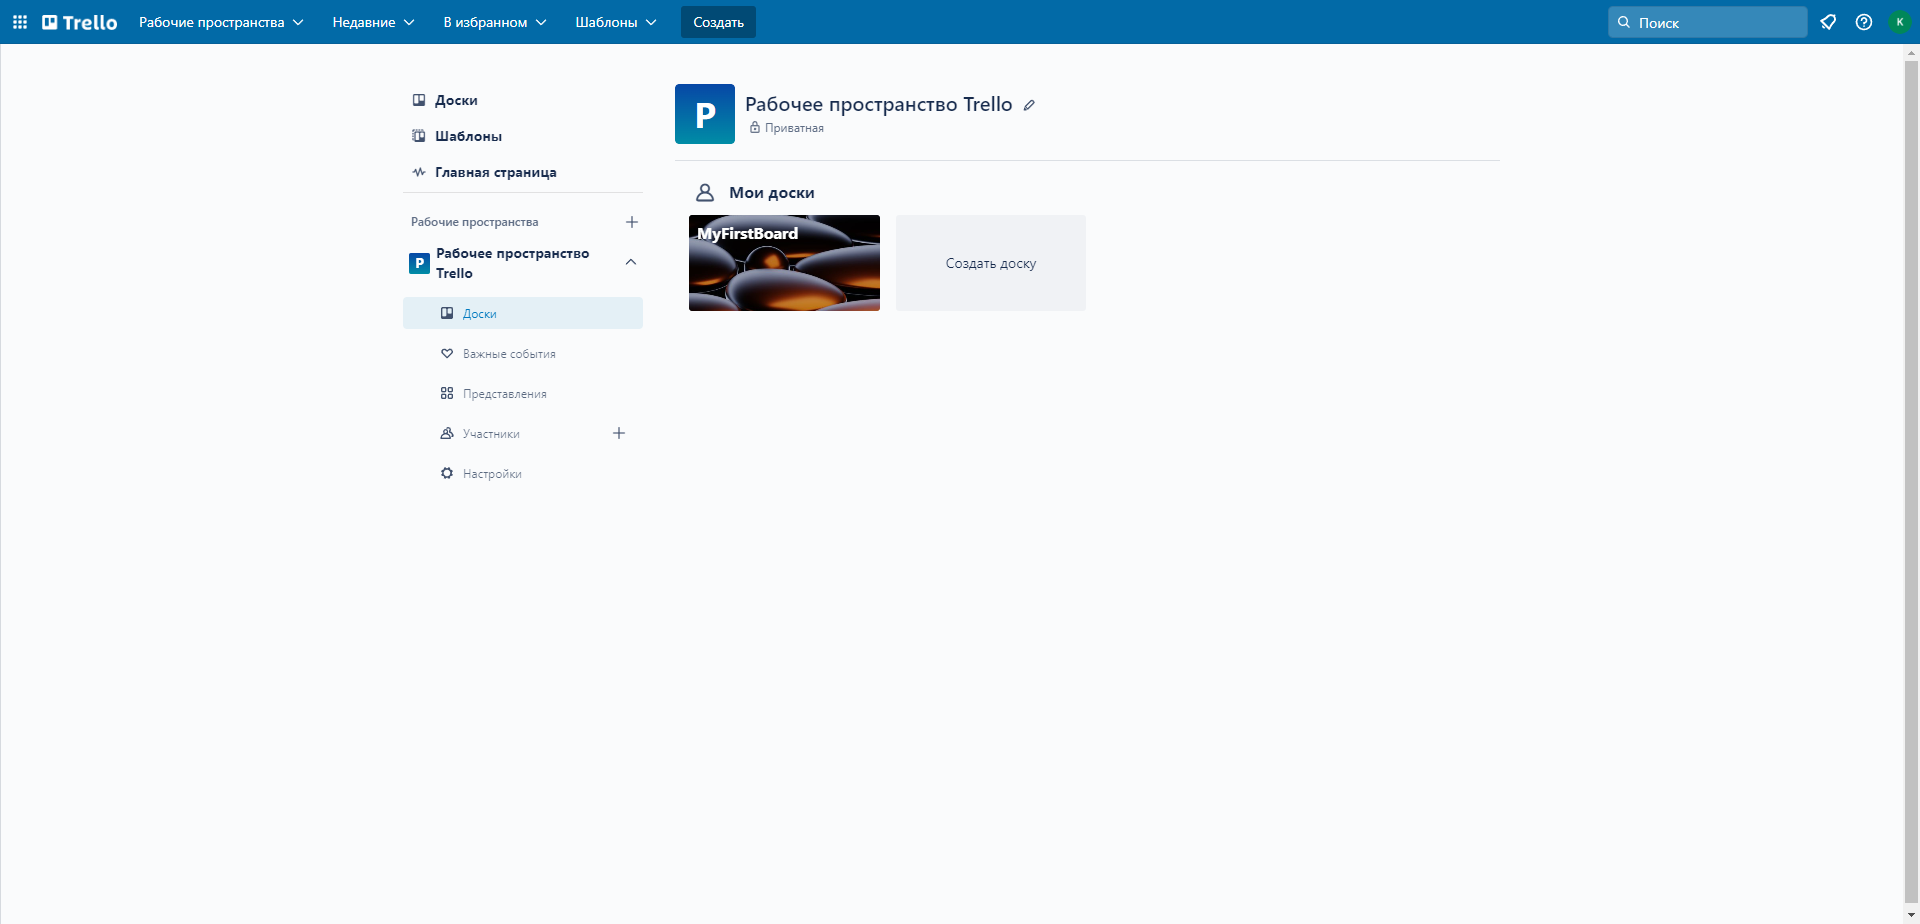 Trello
Рабочие пространства
Недавние
В избранном
Шаблоны
Создать
Поиск
K
Доски
Шаблоны
Главная страница
Рабочие пространства
Р
Рабочее пространство
Trello
Доски
Важные события
Представления
Участники
Настройки
Р
Рабочее пространство Trello
Приватная
Мои доски
MyFirstBoard
Создать доску